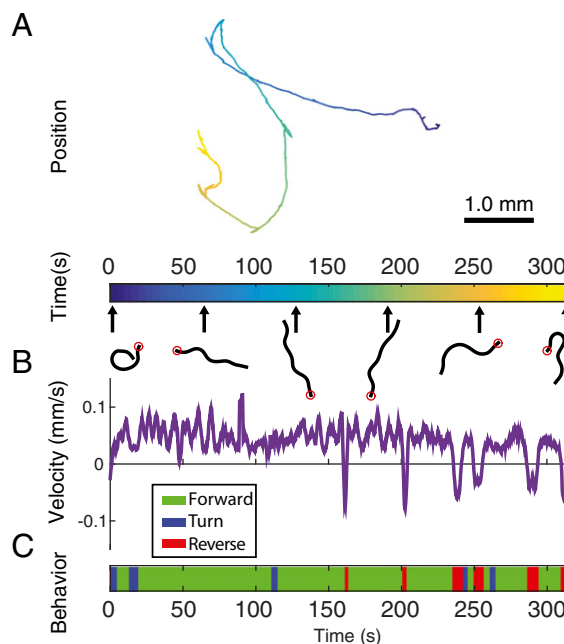 A
Position
1.0 mm
Time(s)
0 50 100 150 200 250 300
B
Velocity (mm/s)
0.1
0
-0.1
Forward
Turn
Reverse
C
Behavior
0 50 100 150 200 250 300
Time (s)